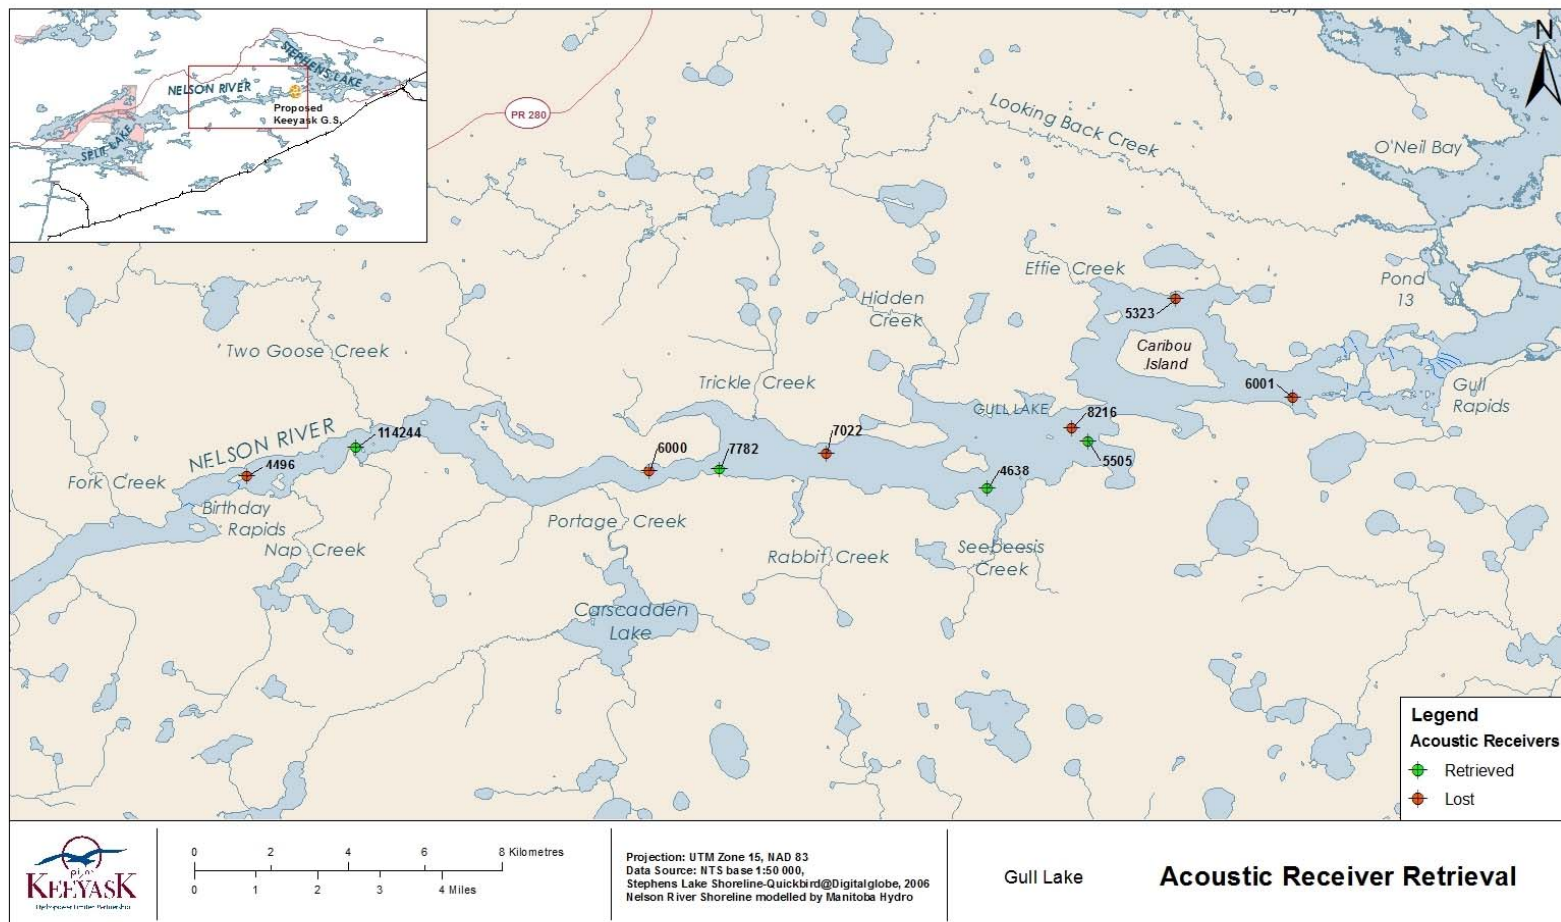 STEPHENS LAKE
NELSON RIVER
Proposed
Keeyask G.S.
SPLIT LAKE
PR 280
Looking Back Creek
Bay
O'Neil Bay
N
Effie Creek
Pond
13
Hidden
Creek
5323
Caribou
Island
Two Goose Creek
Trickle Creek
6001
Gull
Rapids
GULL LAKE
8216
NELSON RIVER
114244
7022
6000
7782
5505
4496
4638
Fork Creek
Birthday
Rapids
Nap Creek
Portage Creek
Rabbit Creek
Seebeesis
Creek
Carscadden
Lake
Legend
Acoustic Receivers
Retrieved
Lost
KEEYASK
Hydropower Limited Partnership
0 2 4 6 8 Kilometres
0 1 2 3 4 Miles
Projection: UTM Zone 15, NAD 83
Data Source: NTS base 1:50 000,
Stephens Lake Shoreline-Quickbird@Digitalglobe, 2006
Nelson River Shoreline modelled by Manitoba Hydro
Gull Lake
Acoustic Receiver Retrieval